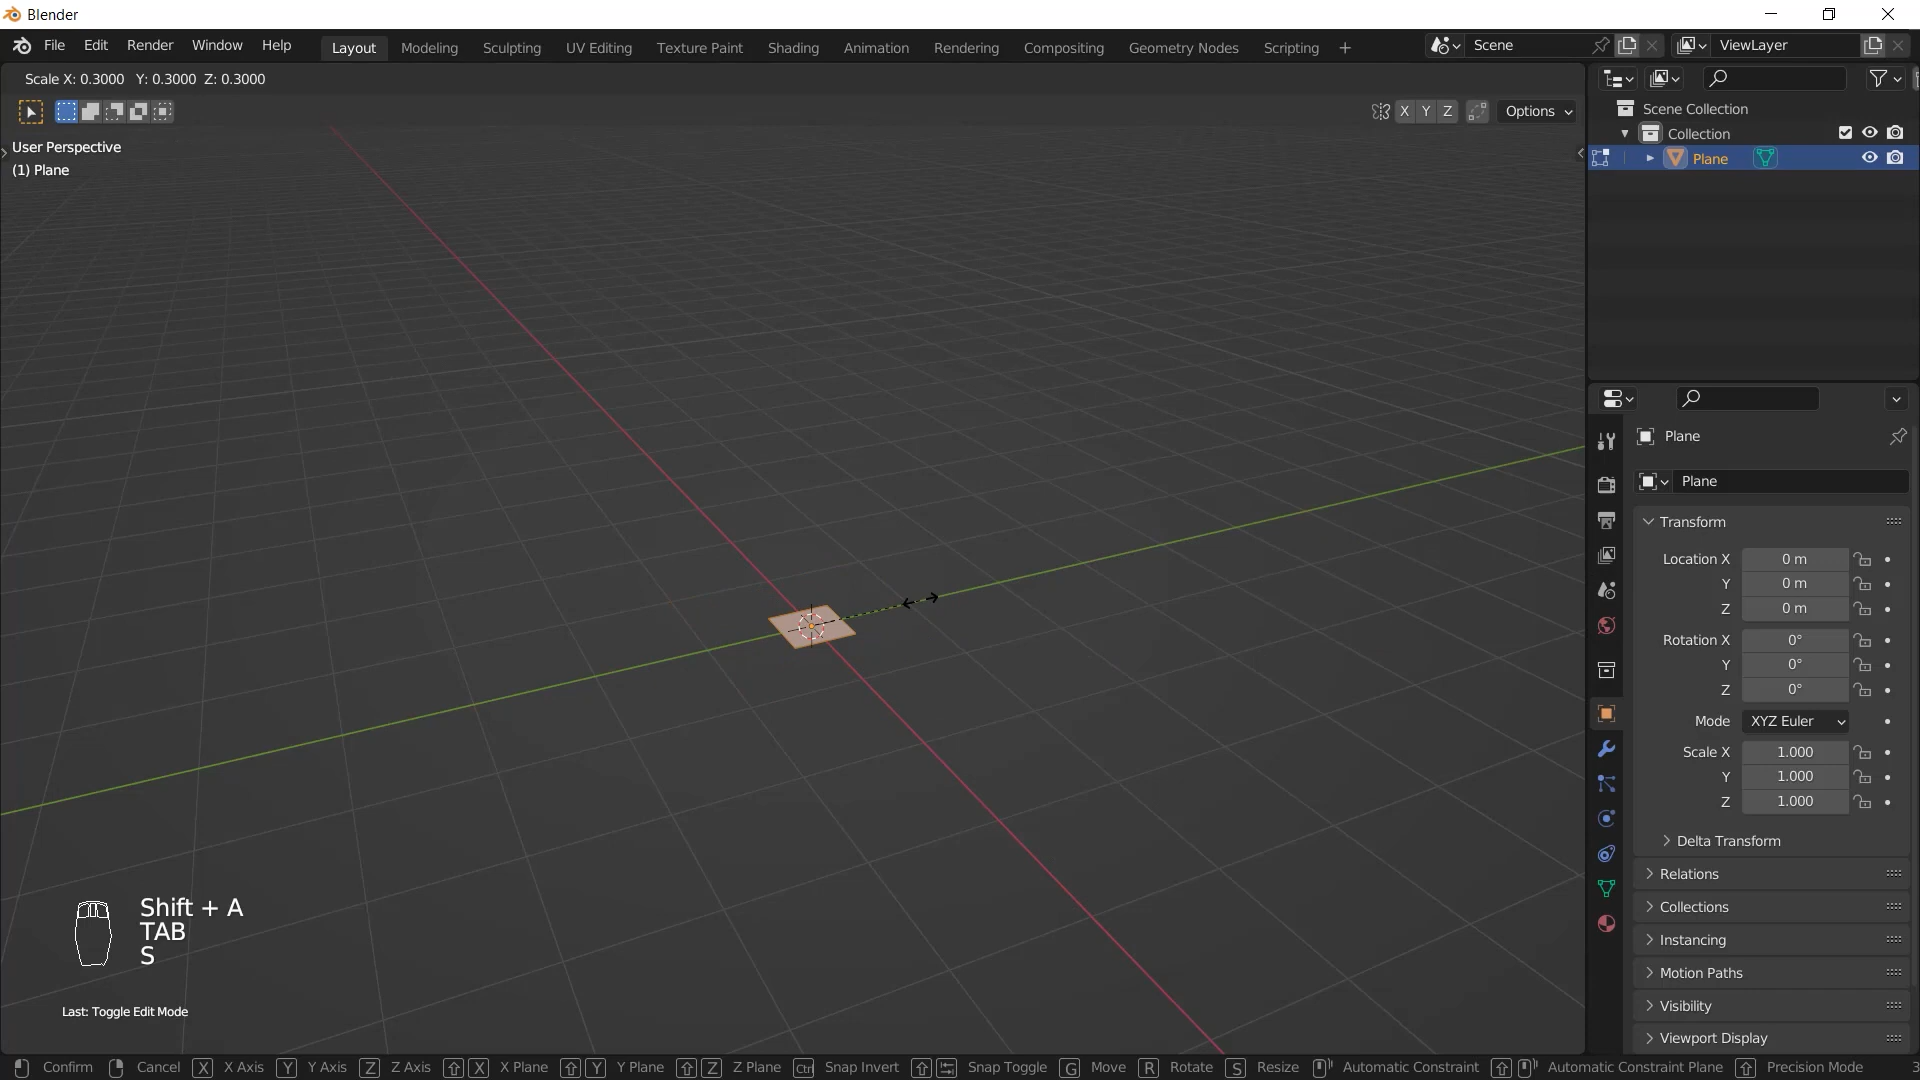 Blender
File Edit Render Window Help Layout Modeling Sculpting UV Editing Texture Paint Shading Animation Rendering Compositing Geometry Nodes Scripting + Scene ViewLayer
Scale X: 0.3000 Y: 0.3000 Z: 0.3000
X Y Z Options
User Perspective
(1) Plane
Scene Collection
Collection
Plane
Plane
Plane
Transform
Location X 0 m
Y 0 m
Z 0 m
Rotation X 0°
Y 0°
Z 0°
Mode XYZ Euler
Scale X 1.000
Y 1.000
Z 1.000
Delta Transform
Relations
Collections
Instancing
Motion Paths
Visibility
Viewport Display
Shift + A
TAB
S
Last: Toggle Edit Mode
Confirm Cancel X X Axis Y Y Axis Z Z Axis X X Plane Y Y Plane Z Z Plane Ctrl Snap Invert Snap Toggle G Move R Rotate S Resize Automatic Constraint Automatic Constraint Plane Precision Mode 3